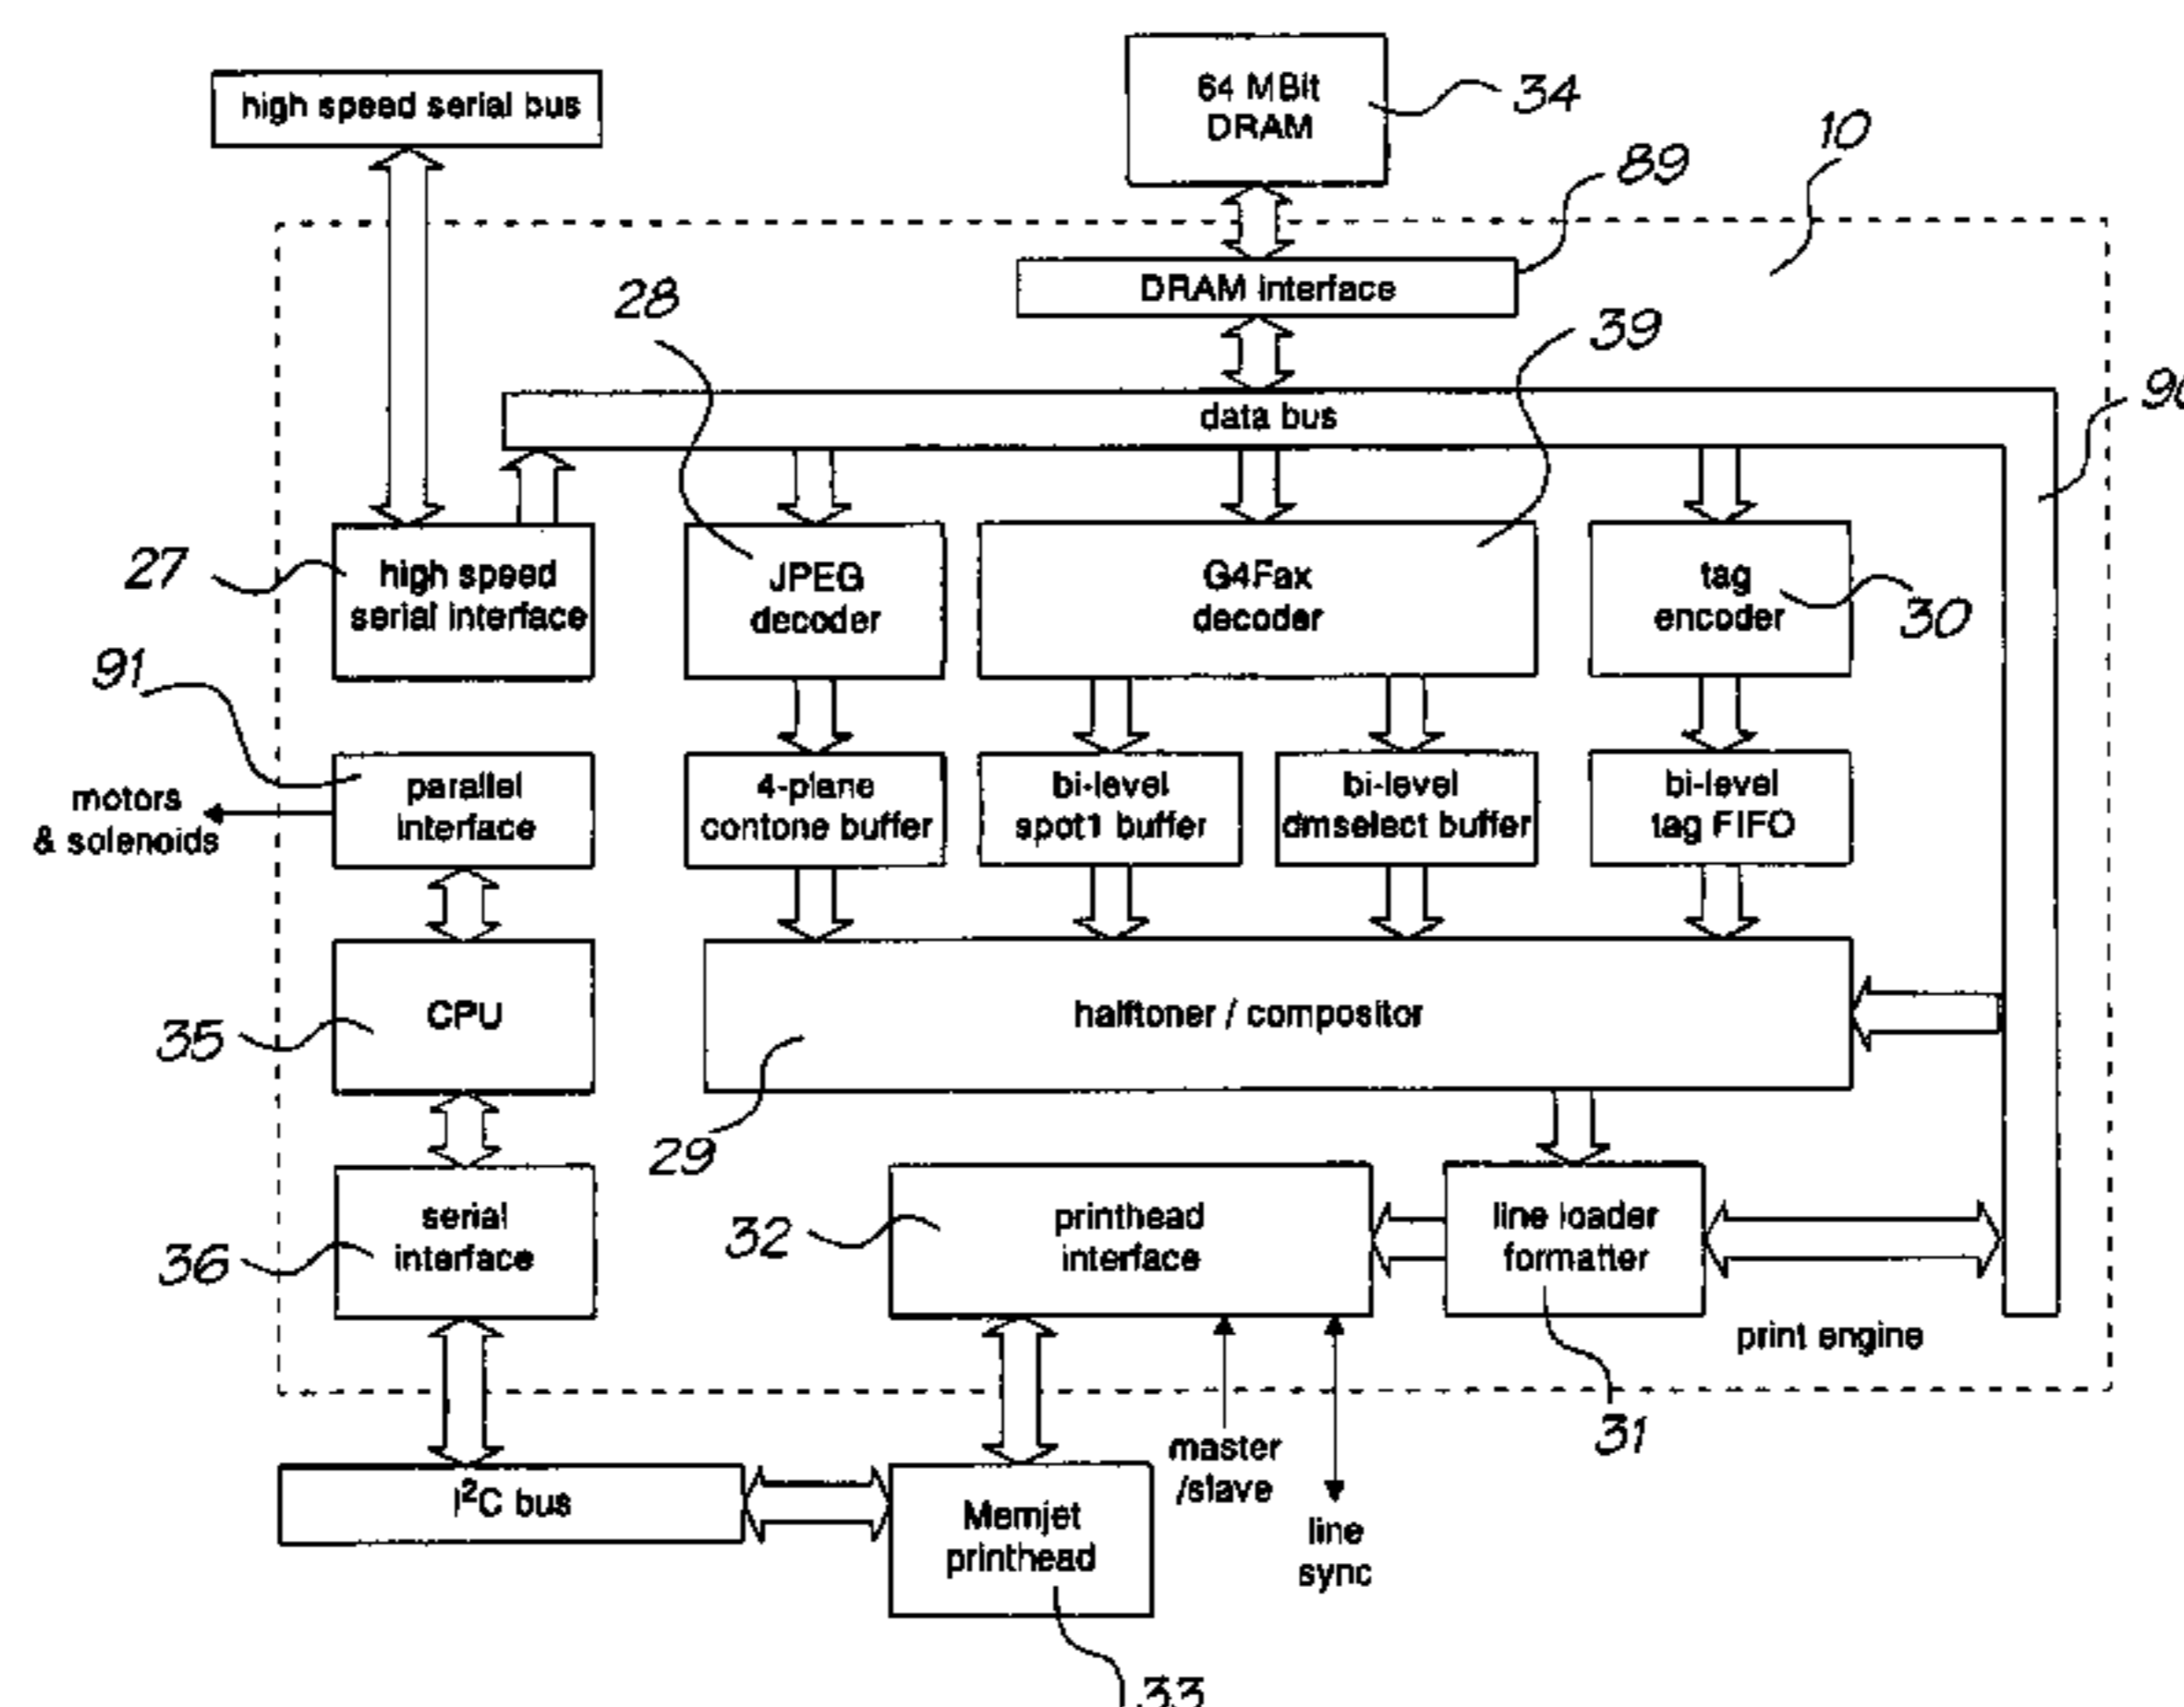 high speed serial bus
64 MBit
DRAM
34
10
89
DRAM interface
28
39
data bus
27
high speed
serial interface
JPEG
decoder
G4Fax
decoder
tag
encoder
30
91
motors
& solenoids
parallel
interface
4-plane
contone buffer
bi-level
spot1 buffer
bi-level
dmselect buffer
bi-level
tag FIFO
35
CPU
halftoner / compositor
29
36
serial
interface
32
printhead
interface
line loader
formatter
print engine
31
I²C bus
master
/slave
Memjet
printhead
line
sync
33